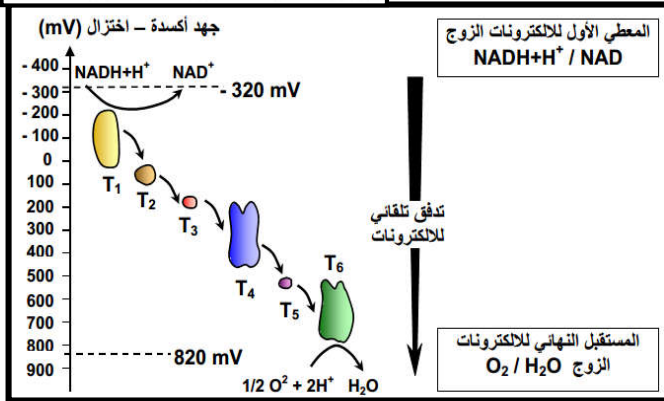 جهد أكسدة – اختزال (mV)
المعطي الأول للالكترونات الزوج
NADH+H⁺ / NAD
- 400
- 300
- 100
0
100
200
300
400
500
600
700
800
900
NADH+H⁺
NAD⁺
- 320 mV
T₁
T₂
T₃
T₄
T₅
T₆
تدفق تلقائي
للالكترونات
820 mV
1/2 O² + 2H⁺
H₂O
المستقبل النهائي للالكترونات
الزوج O₂ / H₂O